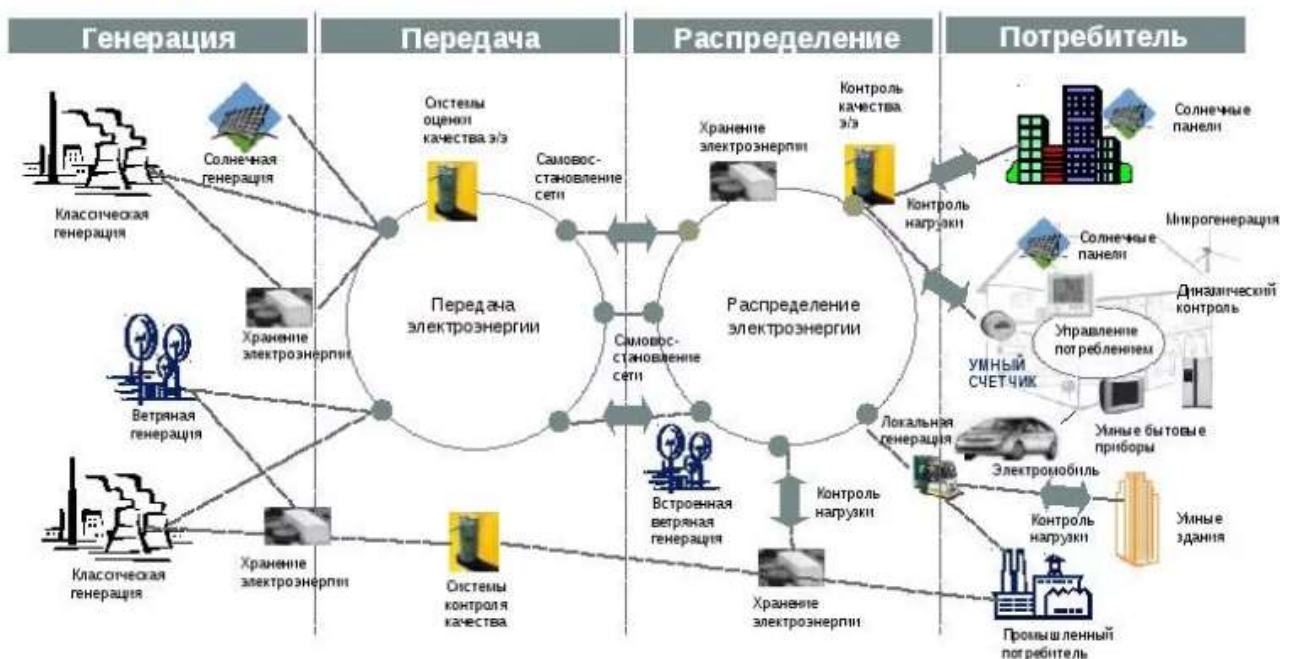 Генерация
Передача
Распределение
Потребитель
Солнечная
генерация
Классическая
генерация
Хранение
электроэнергии
Ветряная
генерация
Классическая
генерация
Хранение
электроэнергии
Системы
оценки
качества э/э
Самовос-
становление
сети
Передача
электроэнергии
Самовос-
становление
сети
Системы
контроля
качества
Хранение
электроэнергии
Контроль
качества
э/э
Контроль
нагрузки
Распределение
электроэнергии
Локальная
генерация
Встроенная
ветряная
генерация
Контроль
нагрузки
Хранение
электроэнергии
Солнечные
панели
Микрогенерация
Солнечные
панели
Динамический
контроль
Управление
потреблением
УМНЫЙ
СЧЕТЧИК
Умные бытовые
приборы
Электромобиль
Контроль
нагрузки
Умные
здания
Промышленный
потребитель